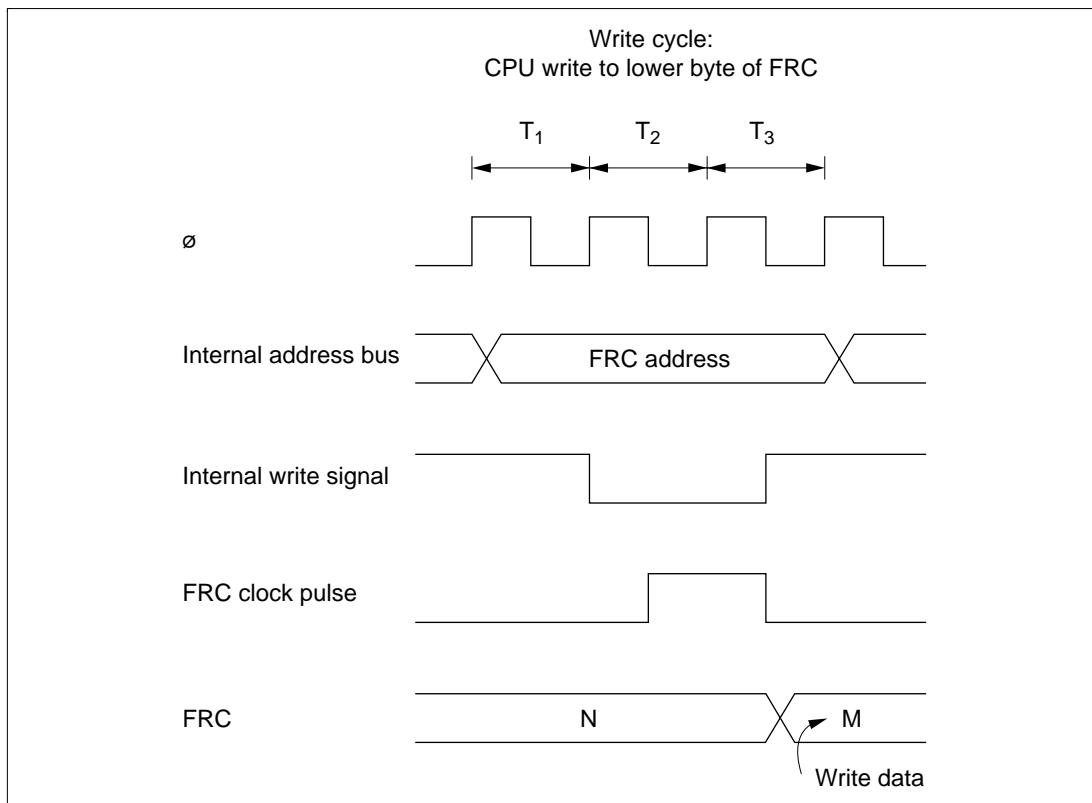 Write cycle:
CPU write to lower byte of FRC
T1 T2 T3
ø
Internal address bus
FRC address
Internal write signal
FRC clock pulse
FRC
N
M
Write data